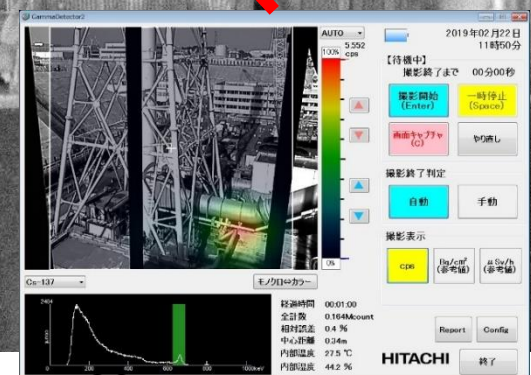 GammaDetector2
AUTO
100%
5.552
cps
0%
2019年02月22日
11時50分
【待機中】
撮影終了まで 00分00秒
撮影開始
(Enter)
一時停止
(Space)
画面キャプチャ
(C)
やり直し
撮影終了判定
自動
手動
撮影表示
cps
Bq/cm²
(参考値)
μSv/h
(参考値)
Cs-137
モノクロ⇔カラー
2404
0
200
400
600
800
1000keV
経過時間 00:01:00
全計数 0.164Mcount
相対誤差 0.4 %
中心距離 0.34m
内部温度 27.5 ℃
内部湿度 44.2 %
Report
Config
HITACHI
終了